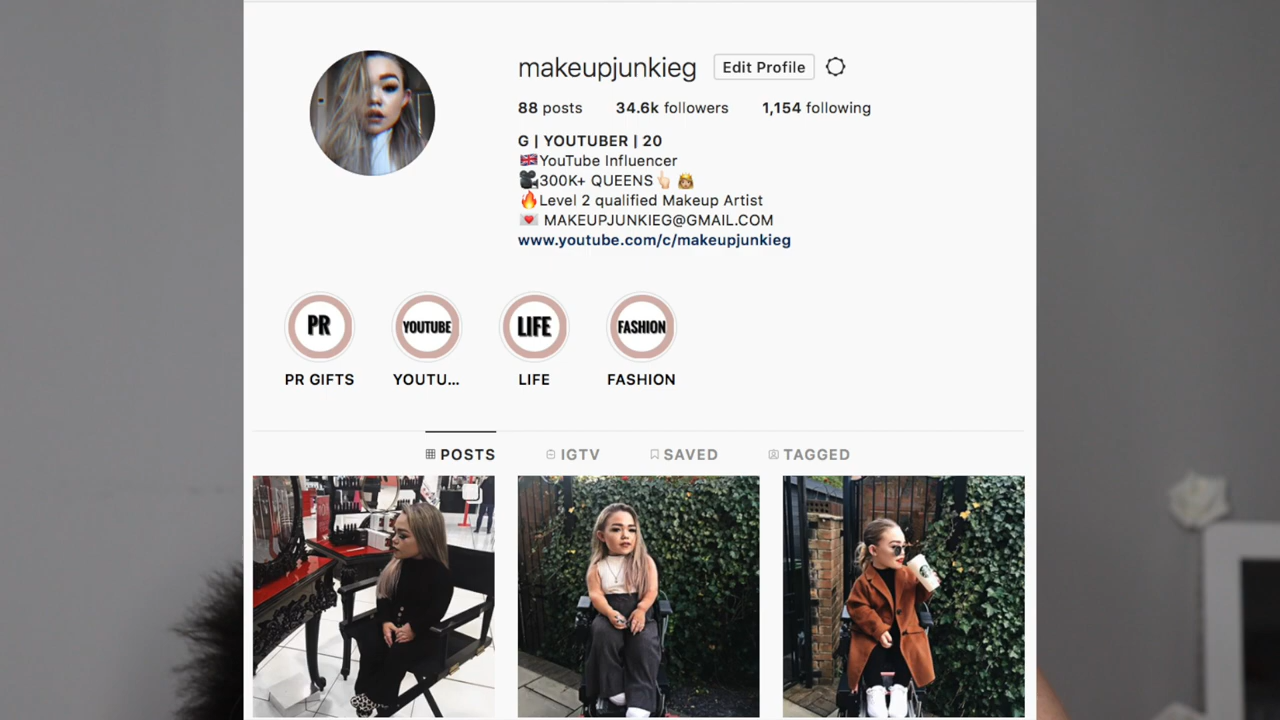 makeupjunkieg Edit Profile
88 posts 34.6k followers 1,154 following
G | YOUTUBER | 20
🇬🇧YouTube Influencer
🎥300K+ QUEENS👆🏻 👸🏼
🔥Level 2 qualified Makeup Artist
💌 MAKEUPJUNKIEG@GMAIL.COM
www.youtube.com/c/makeupjunkieg
PR YOUTUBE LIFE FASHION
PR GIFTS YOUTU... LIFE FASHION
POSTS IGTV SAVED TAGGED